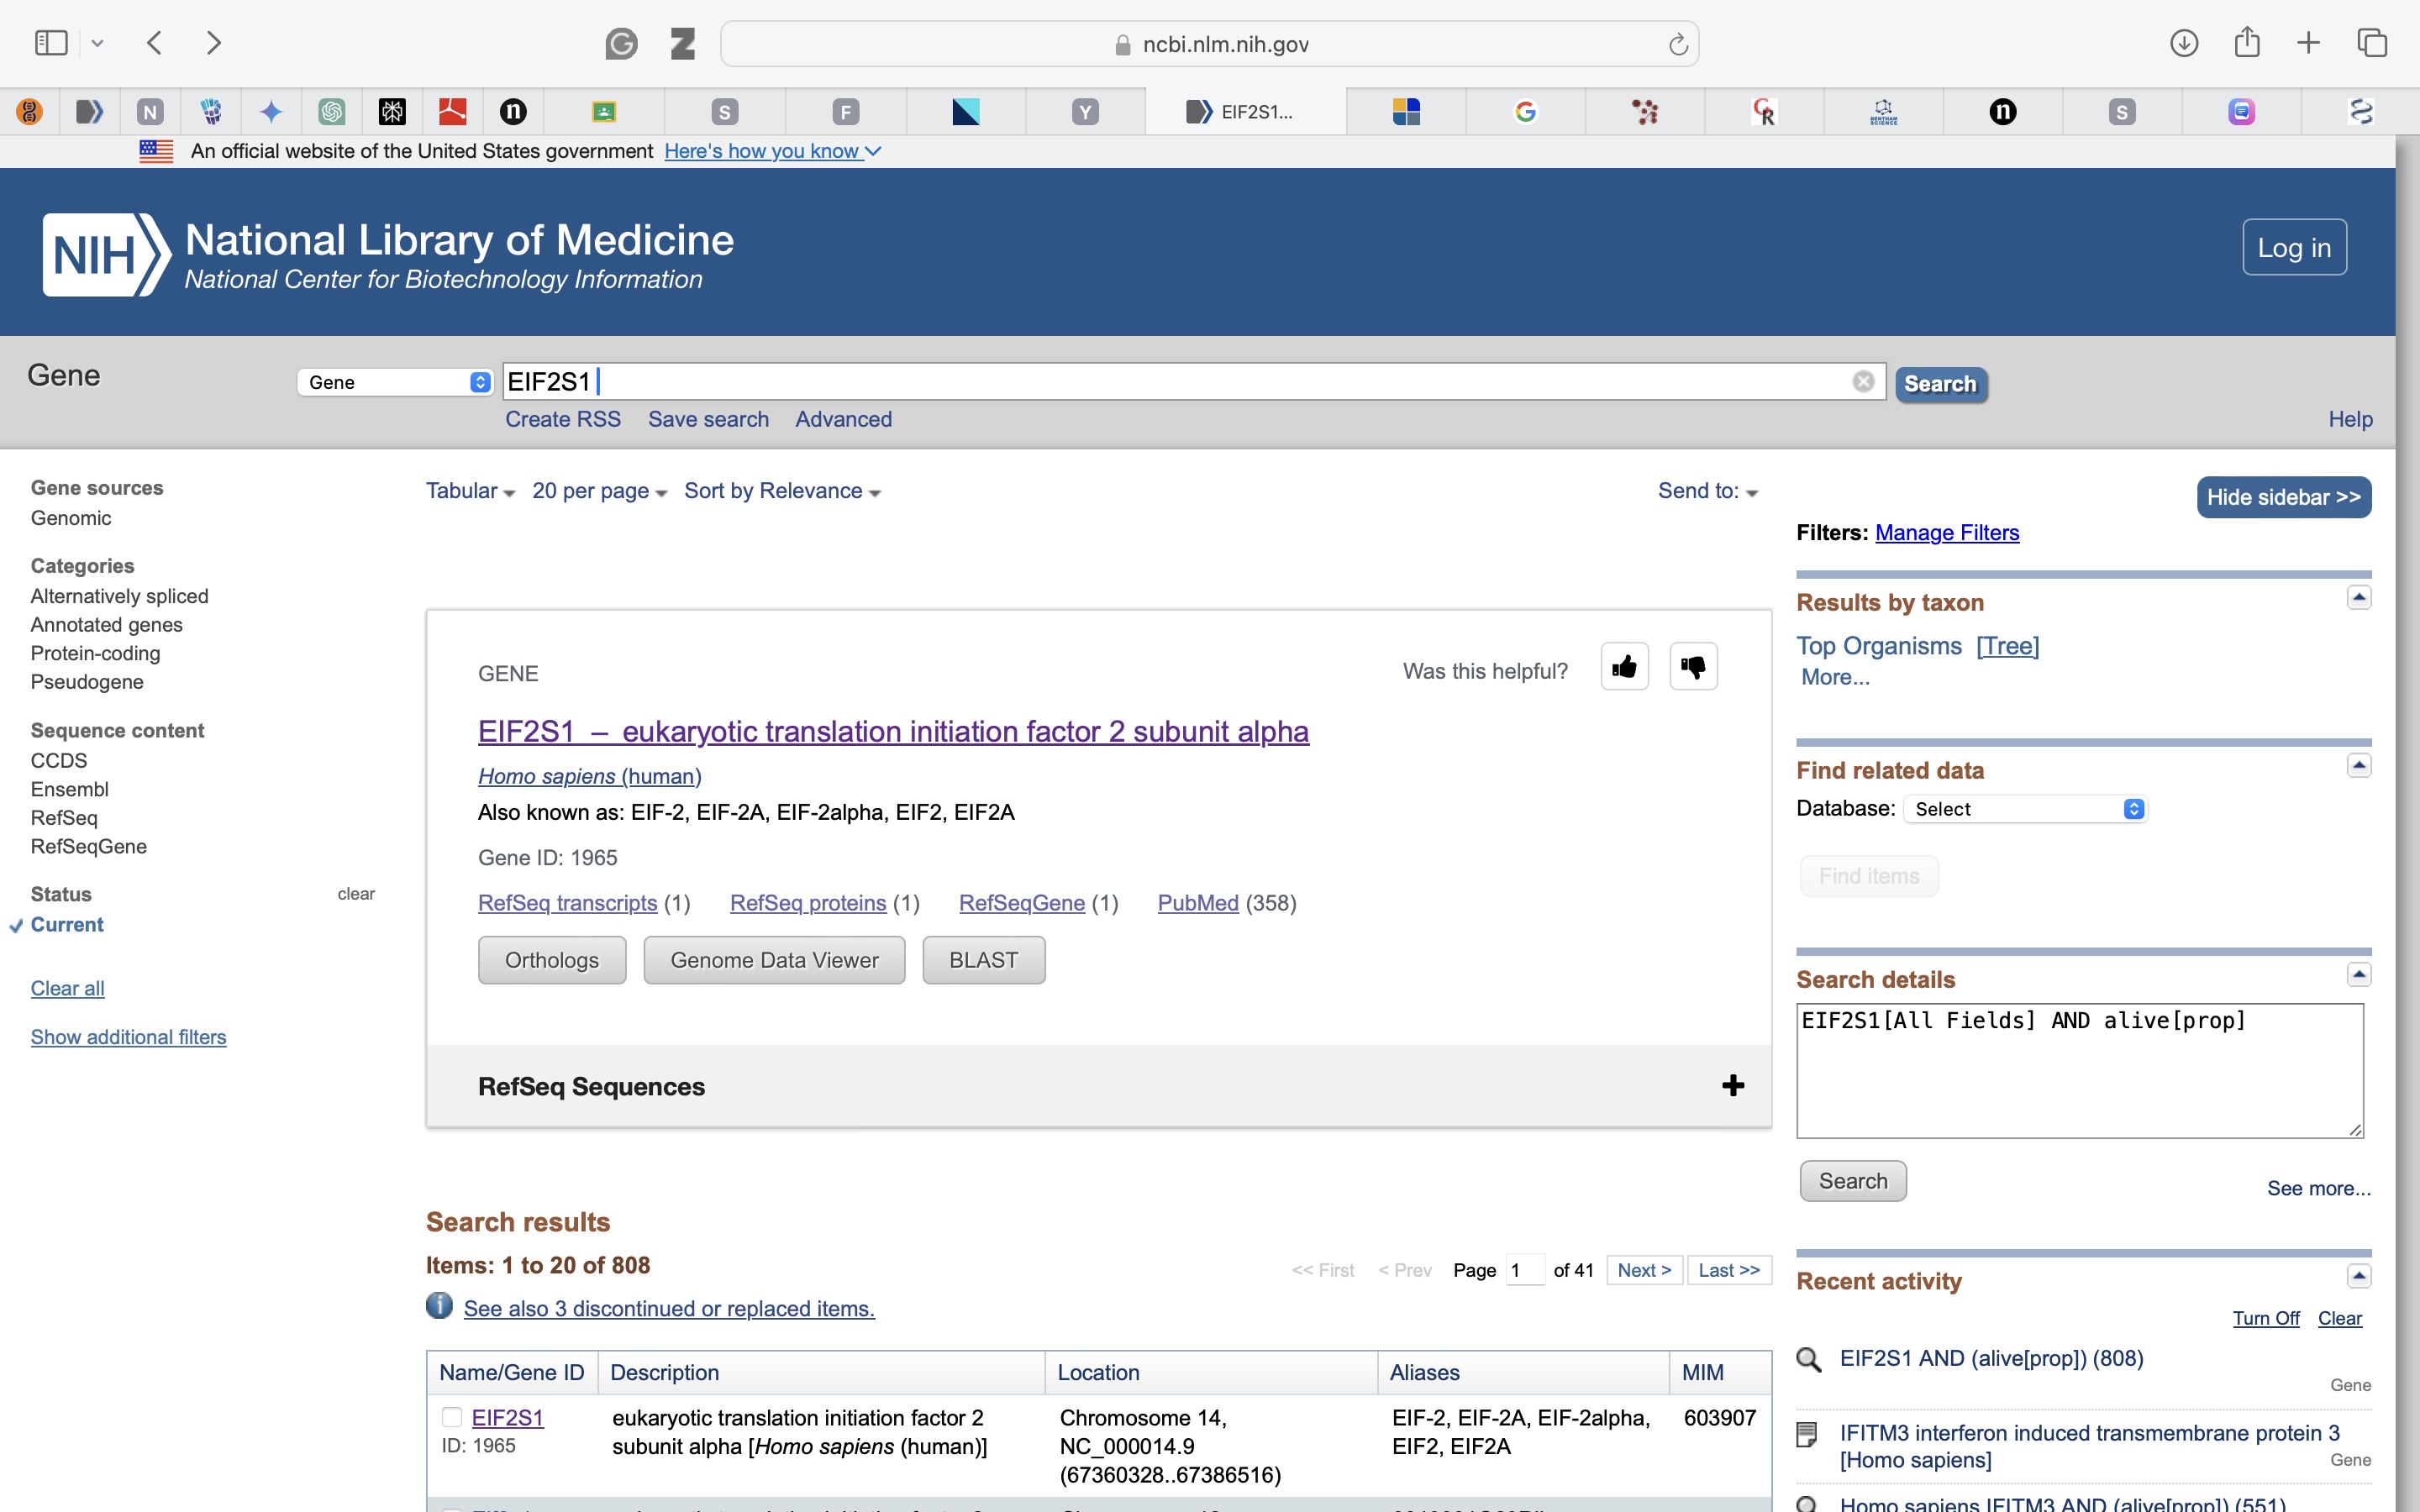 ncbi.nlm.nih.gov
N
S
F
Y
EIF2S1...
G
CR
BENTHAM SCIENCE
n
S
An official website of the United States government Here's how you know
NIH National Library of Medicine
National Center for Biotechnology Information
Log in
Gene
Gene
EIF2S1
Search
Create RSS Save search Advanced
Help
Gene sources
Genomic
Categories
Alternatively spliced
Annotated genes
Protein-coding
Pseudogene
Sequence content
CCDS
Ensembl
RefSeq
RefSeqGene
Status clear
Current
Clear all
Show additional filters
Tabular 20 per page Sort by Relevance
Send to:
GENE
Was this helpful?
EIF2S1 – eukaryotic translation initiation factor 2 subunit alpha
Homo sapiens (human)
Also known as: EIF-2, EIF-2A, EIF-2alpha, EIF2, EIF2A
Gene ID: 1965
RefSeq transcripts (1) RefSeq proteins (1) RefSeqGene (1) PubMed (358)
Orthologs Genome Data Viewer BLAST
RefSeq Sequences
Search results
Items: 1 to 20 of 808
<< First < Prev Page 1 of 41 Next > Last >>
See also 3 discontinued or replaced items.
Name/Gene ID Description Location Aliases MIM
EIF2S1
ID: 1965
eukaryotic translation initiation factor 2
subunit alpha [Homo sapiens (human)]
Chromosome 14,
NC_000014.9
(67360328..67386516)
EIF-2, EIF-2A, EIF-2alpha,
EIF2, EIF2A
603907
Hide sidebar >>
Filters: Manage Filters
Results by taxon
Top Organisms [Tree]
More...
Find related data
Database: Select
Find items
Search details
EIF2S1[All Fields] AND alive[prop]
Search
See more...
Recent activity
Turn Off Clear
EIF2S1 AND (alive[prop]) (808)
Gene
IFITM3 interferon induced transmembrane protein 3
[Homo sapiens]
Gene
Homo sapiens IFITM3 AND (alive[prop]) (551)